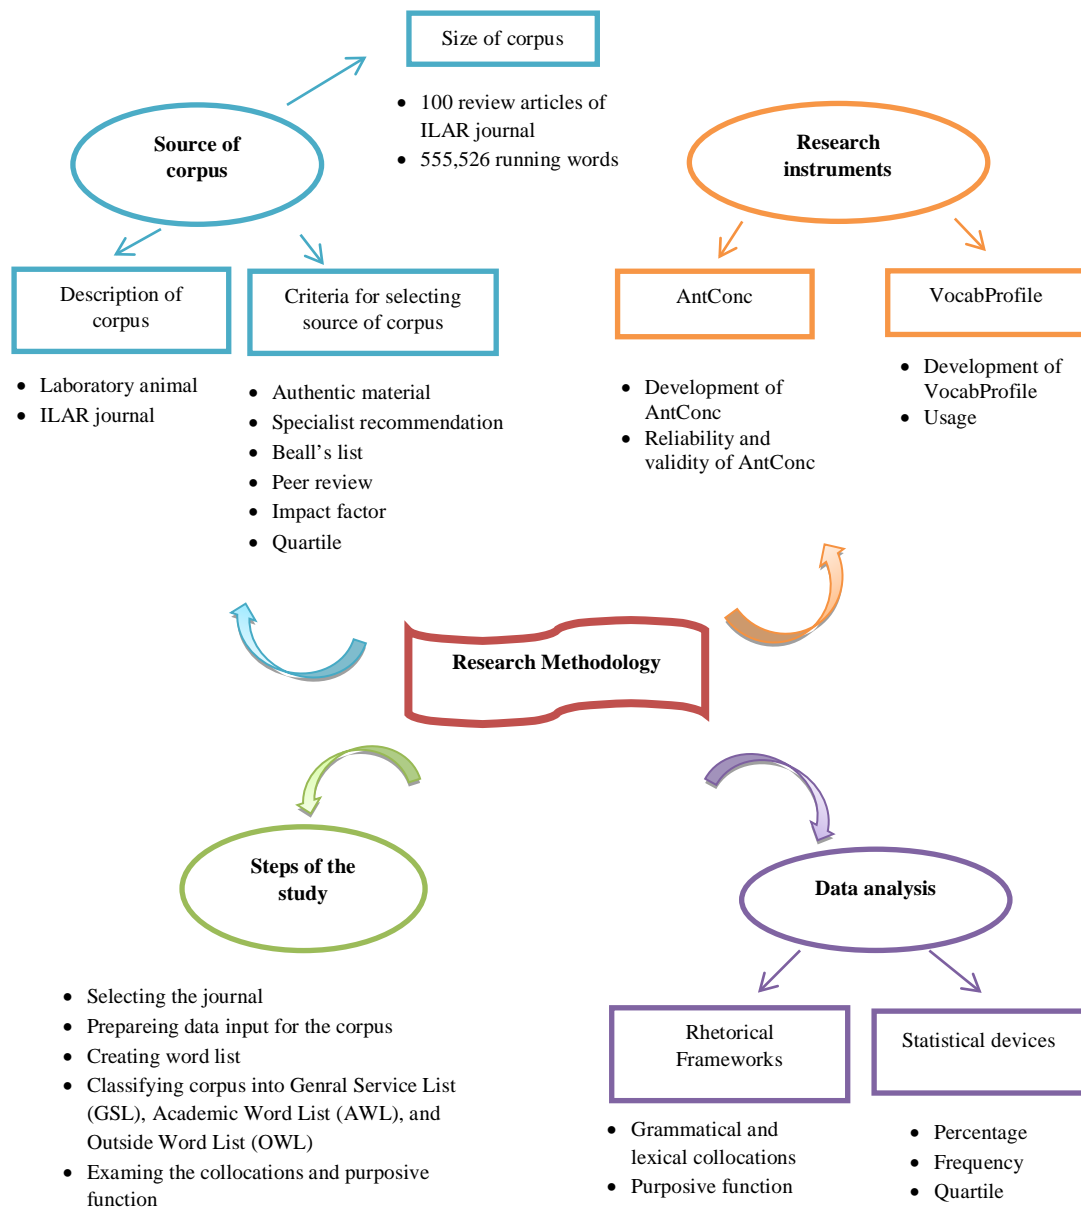 Size of corpus
• 100 review articles of
ILAR journal
• 555,526 running words
Source of
corpus
Description of
corpus
• Laboratory animal
• ILAR journal
Criteria for selecting
source of corpus
• Authentic material
• Specialist recommendation
• Beall’s list
• Peer review
• Impact factor
• Quartile
Research
instruments
AntConc
• Development of
AntConc
• Reliability and
validity of AntConc
VocabProfile
• Development of
VocabProfile
• Usage
Research Methodology
Steps of the
study
• Selecting the journal
• Prepareing data input for the corpus
• Creating word list
• Classifying corpus into Genral Service List
(GSL), Academic Word List (AWL), and
Outside Word List (OWL)
• Examing the collocations and purposive
function
Data analysis
Rhetorical
Frameworks
• Grammatical and
lexical collocations
• Purposive function
Statistical devices
• Percentage
• Frequency
• Quartile